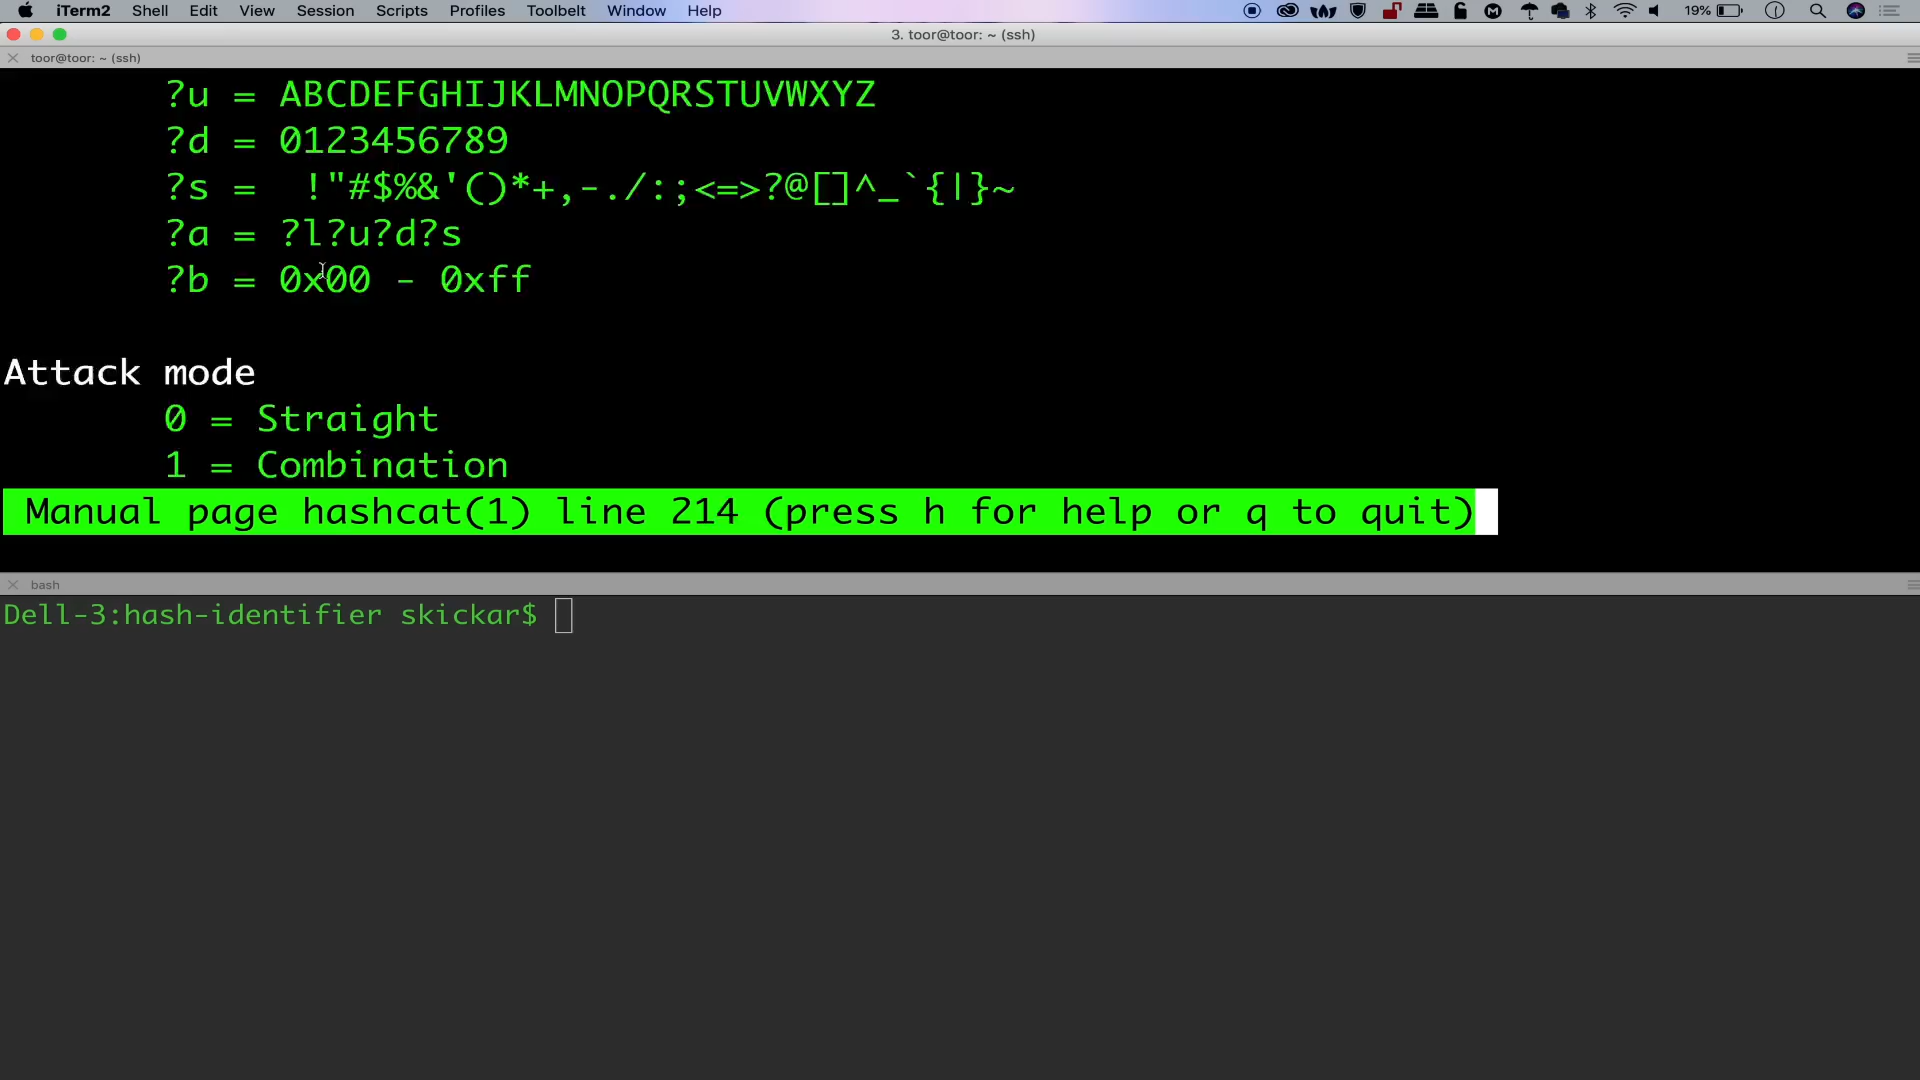 iTerm2 Shell Edit View Session Scripts Profiles Toolbelt Window Help 19%
3. toor@toor: ~ (ssh)
toor@toor: ~ (ssh)
?u = ABCDEFGHIJKLMNOPQRSTUVWXYZ
?d = 0123456789
?s =  !"#$%&'()*+,-./:;<=>?@[]^_`{|}~
?a = ?l?u?d?s
?b = 0x00 - 0xff
Attack mode
0 = Straight
1 = Combination
Manual page hashcat(1) line 214 (press h for help or q to quit)
bash
Dell-3:hash-identifier skickar$